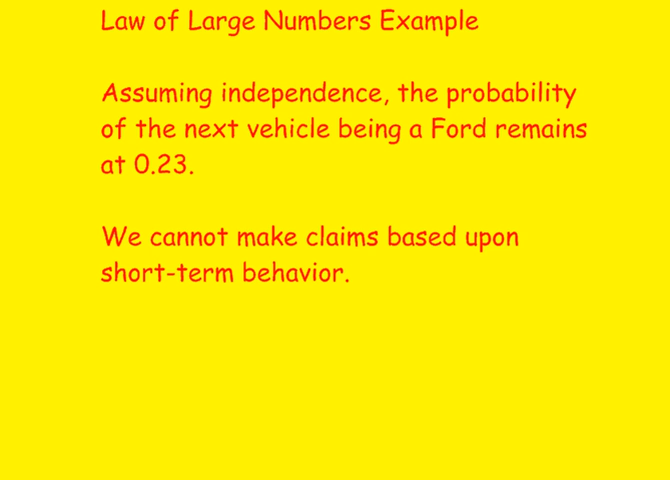 Law of Large Numbers Example
Assuming independence, the probability
of the next vehicle being a Ford remains
at 0.23.
We cannot make claims based upon
short-term behavior.